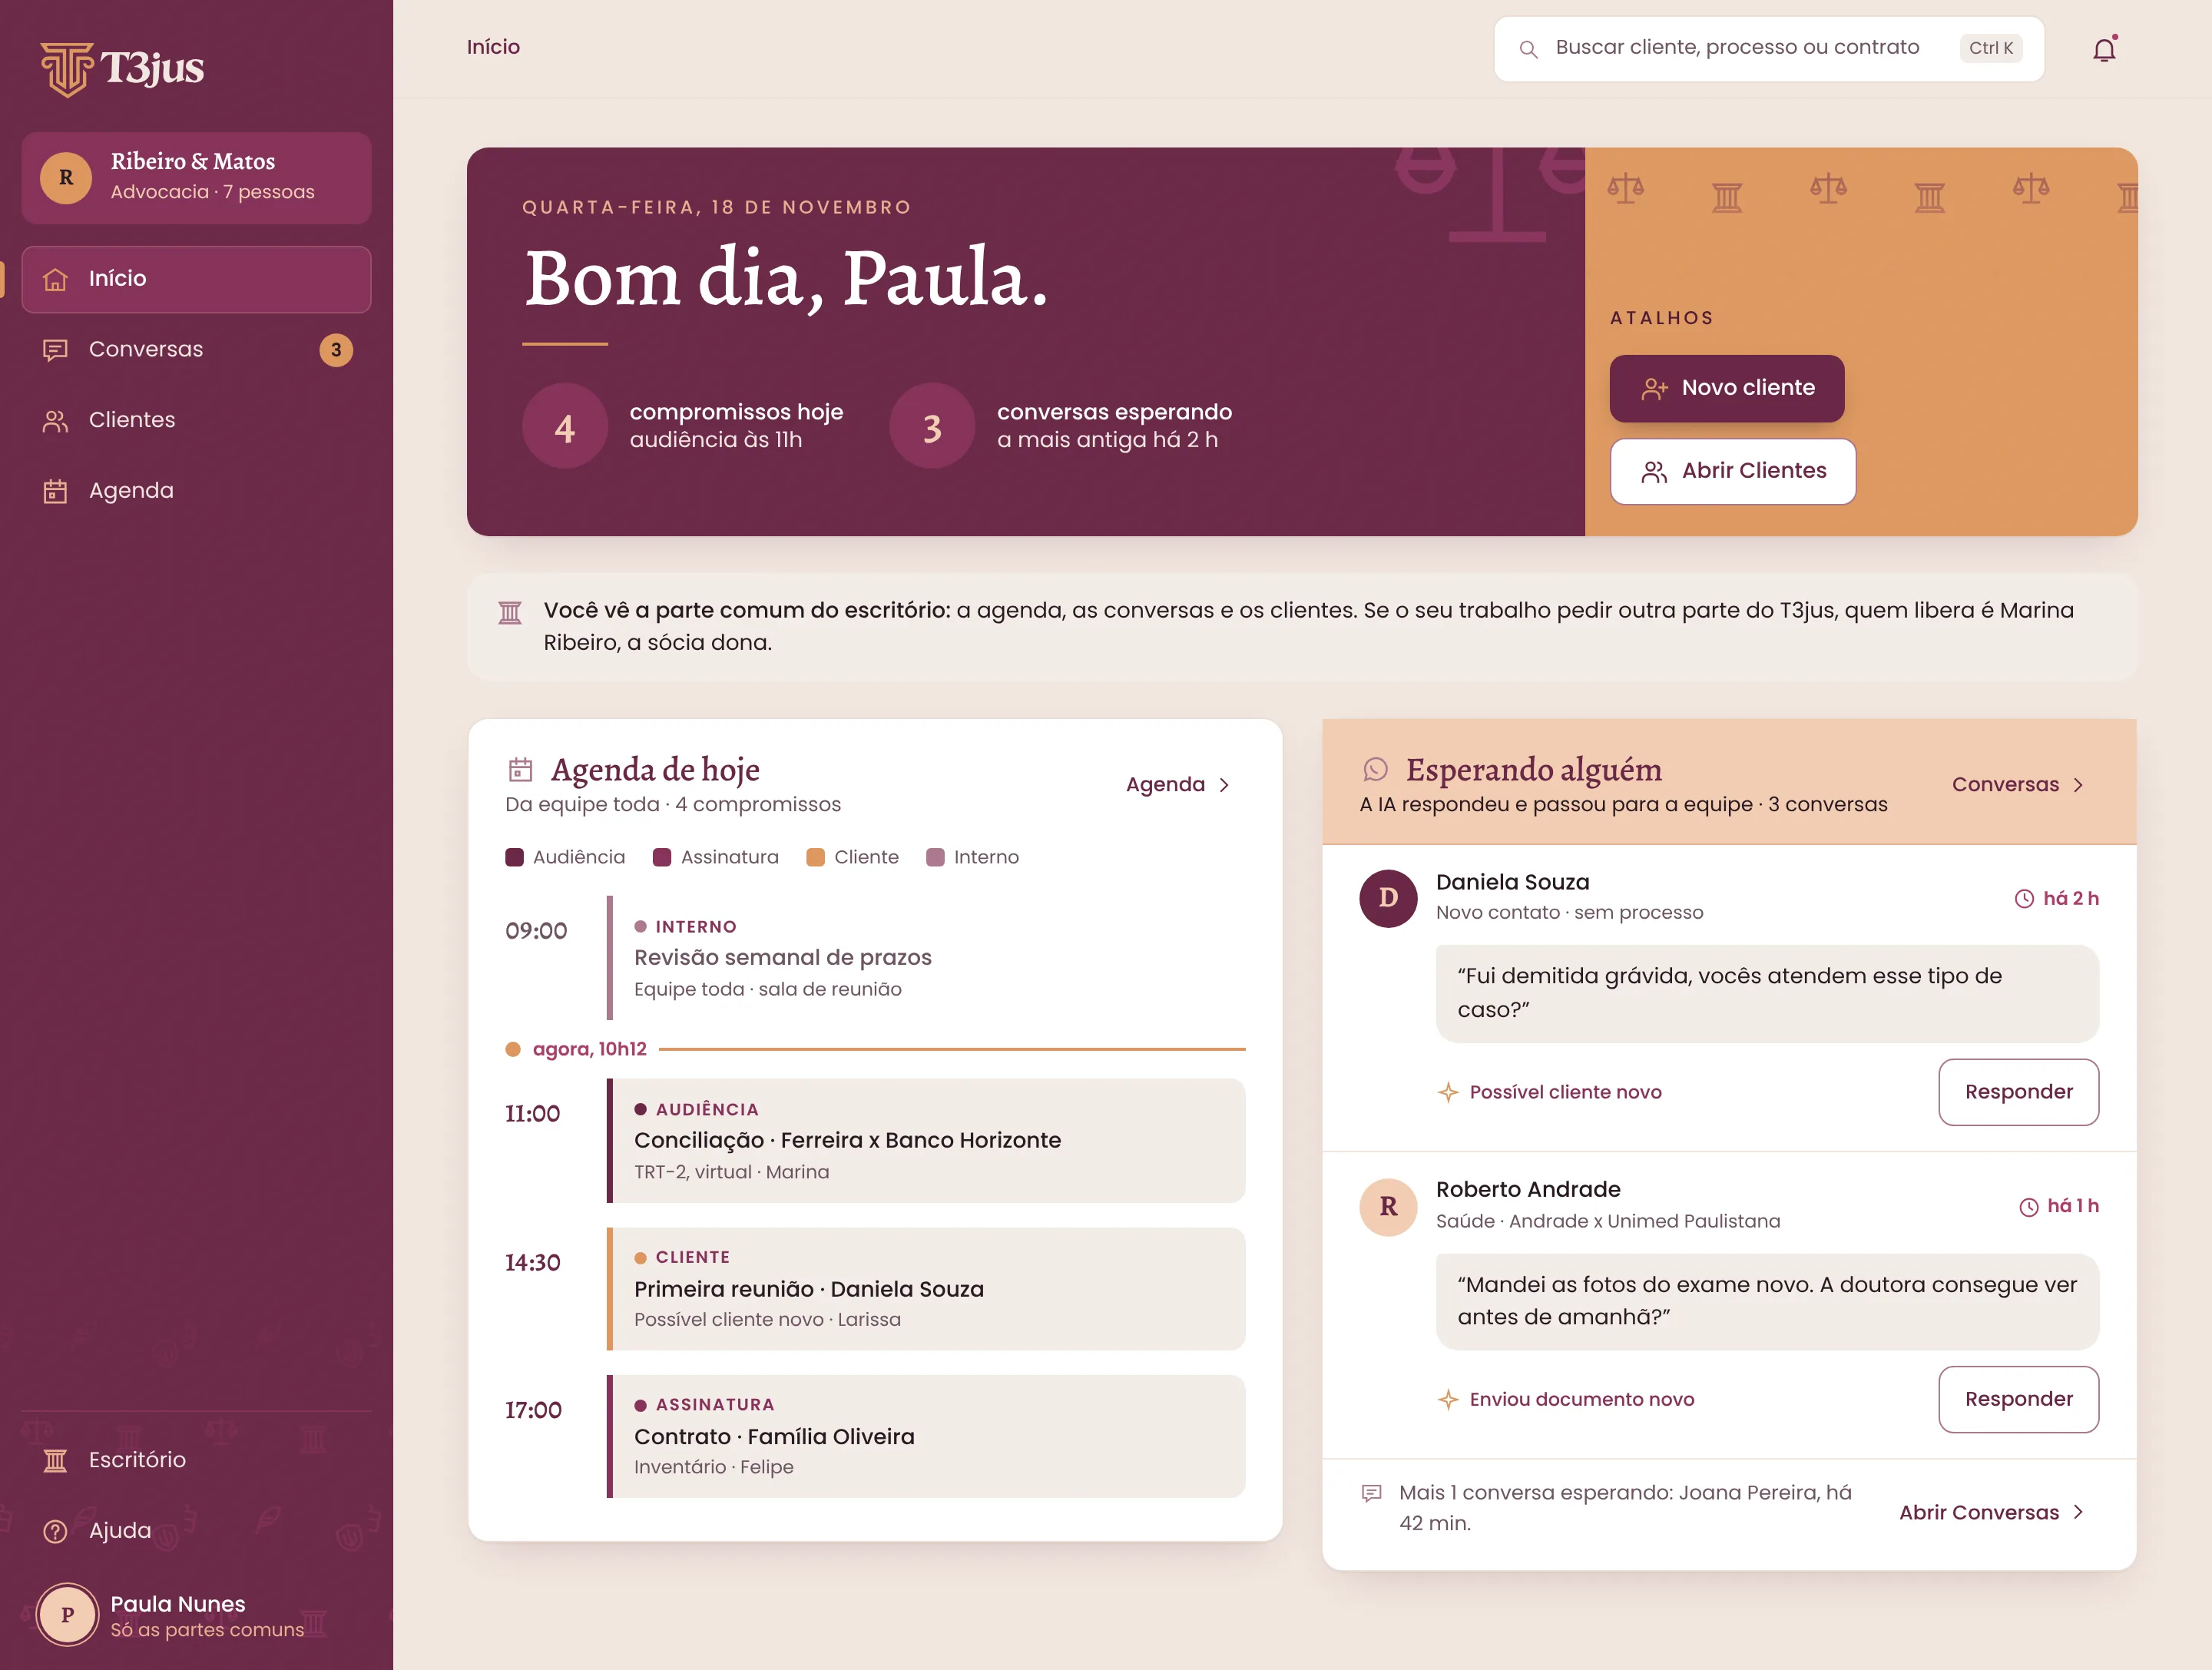 T3jus
R
Ribeiro & Matos
Advocacia · 7 pessoas
Início
Conversas
3
Clientes
Agenda
Escritório
Ajuda
P
Paula Nunes
Só as partes comuns
Início
Buscar cliente, processo ou contrato
Ctrl K
QUARTA-FEIRA, 18 DE NOVEMBRO
Bom dia, Paula.
4
compromissos hoje
audiência às 11h
3
conversas esperando
a mais antiga há 2 h
ATALHOS
Novo cliente
Abrir Clientes
Você vê a parte comum do escritório: a agenda, as conversas e os clientes. Se o seu trabalho pedir outra parte do T3jus, quem libera é Marina
Ribeiro, a sócia dona.
Agenda de hoje
Da equipe toda · 4 compromissos
Agenda
Audiência
Assinatura
Cliente
Interno
09:00
INTERNO
Revisão semanal de prazos
Equipe toda · sala de reunião
agora, 10h12
11:00
AUDIÊNCIA
Conciliação · Ferreira x Banco Horizonte
TRT-2, virtual · Marina
14:30
CLIENTE
Primeira reunião · Daniela Souza
Possível cliente novo · Larissa
17:00
ASSINATURA
Contrato · Família Oliveira
Inventário · Felipe
Esperando alguém
A IA respondeu e passou para a equipe · 3 conversas
Conversas
D
Daniela Souza
Novo contato · sem processo
há 2 h
“Fui demitida grávida, vocês atendem esse tipo de
caso?”
Possível cliente novo
Responder
R
Roberto Andrade
Saúde · Andrade x Unimed Paulistana
há 1 h
“Mandei as fotos do exame novo. A doutora consegue ver
antes de amanhã?”
Enviou documento novo
Responder
Mais 1 conversa esperando: Joana Pereira, há
42 min.
Abrir Conversas